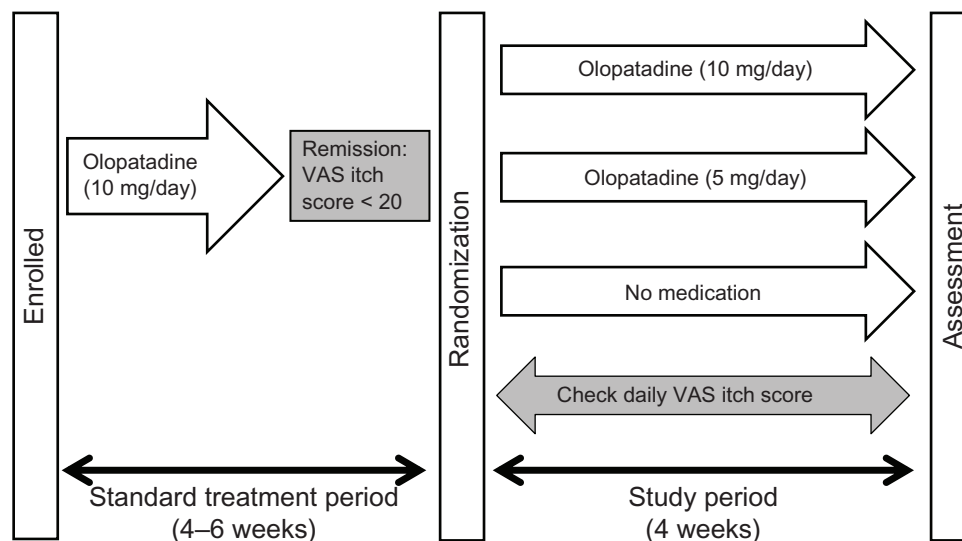 Enrolled
Olopatadine
(10 mg/day)
Remission:
VAS itch
score < 20
Standard treatment period
(4–6 weeks)
Randomization
Olopatadine (10 mg/day)
Olopatadine (5 mg/day)
No medication
Check daily VAS itch score
Study period
(4 weeks)
Assessment